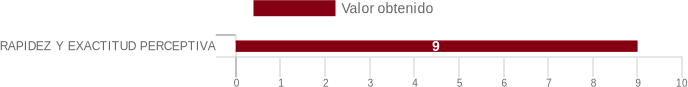 Valor obtenido
RAPIDEZ Y EXACTITUD PERCEPTIVA
9
0 1 2 3 4 5 6 7 8 9 10